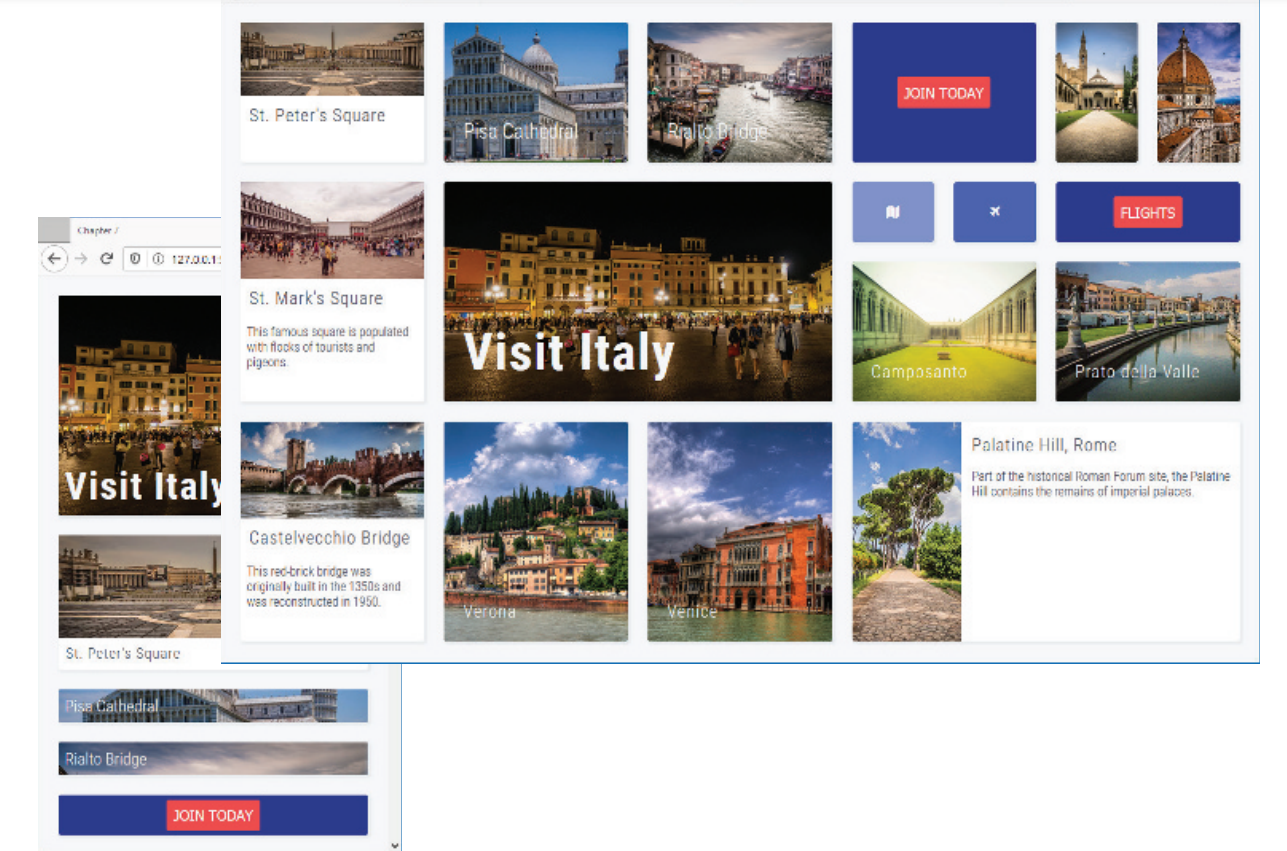 St. Peter's Square
Pisa Cathedral
Rialto Bridge
JOIN TODAY
St. Mark's Square
This famous square is populated
with flocks of tourists and
pigeons.
Visit Italy
FLIGHTS
Camposanto
Prato della Valle
Castelvecchio Bridge
This red-brick bridge was
originally built in the 1350s and
was reconstructed in 1950.
Verona
Venice
Palatine Hill, Rome
Part of the historical Roman Forum site, the Palatine
Hill contains the remains of imperial palaces.
Chapter 7
127.0.0.1:
Visit Italy
St. Peter's Square
Pisa Cathedral
Rialto Bridge
JOIN TODAY